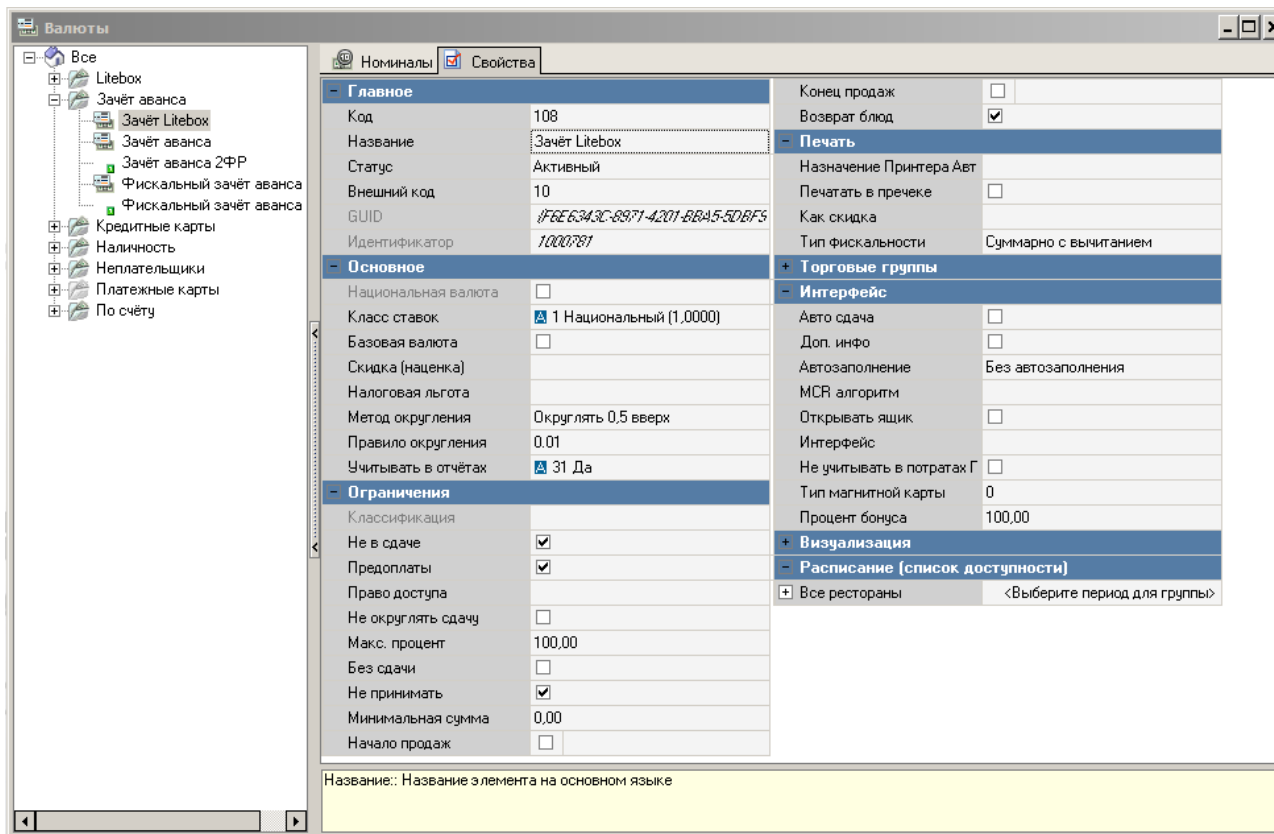 Валюты
Все
Litebox
Зачёт аванса
Зачёт Litebox
Зачёт аванса
Зачёт аванса 2ФР
Фискальный зачёт аванса
Фискальный зачёт аванса
Кредитные карты
Наличность
Неплательщики
Платежные карты
По счёту
Номиналы Свойства
Главное
Код 108
Название Зачёт Litebox
Статус Активный
Внешний код 10
GUID {F6E6343C-8971-4201-BBA5-5DBF5
Идентификатор 1000781
Основное
Национальная валюта
Класс ставок 1 Национальный (1,0000)
Базовая валюта
Скидка (наценка)
Налоговая льгота
Метод округления Округлять 0,5 вверх
Правило округления 0.01
Учитывать в отчётах 31 Да
Ограничения
Классификация
Не в сдаче
Предоплаты
Право доступа
Не округлять сдачу
Макс. процент 100,00
Без сдачи
Не принимать
Минимальная сумма 0,00
Начало продаж
Конец продаж
Возврат блюд
Печать
Назначение Принтера Авт
Печатать в пречеке
Как скидка
Тип фискальности Суммарно с вычитанием
Торговые группы
Интерфейс
Авто сдача
Доп. инфо
Автозаполнение Без автозаполнения
MCR алгоритм
Открывать ящик
Интерфейс
Не учитывать в потратах Г
Тип магнитной карты 0
Процент бонуса 100,00
Визуализация
Расписание (список доступности)
Все рестораны <Выберите период для группы>
Название:: Название элемента на основном языке